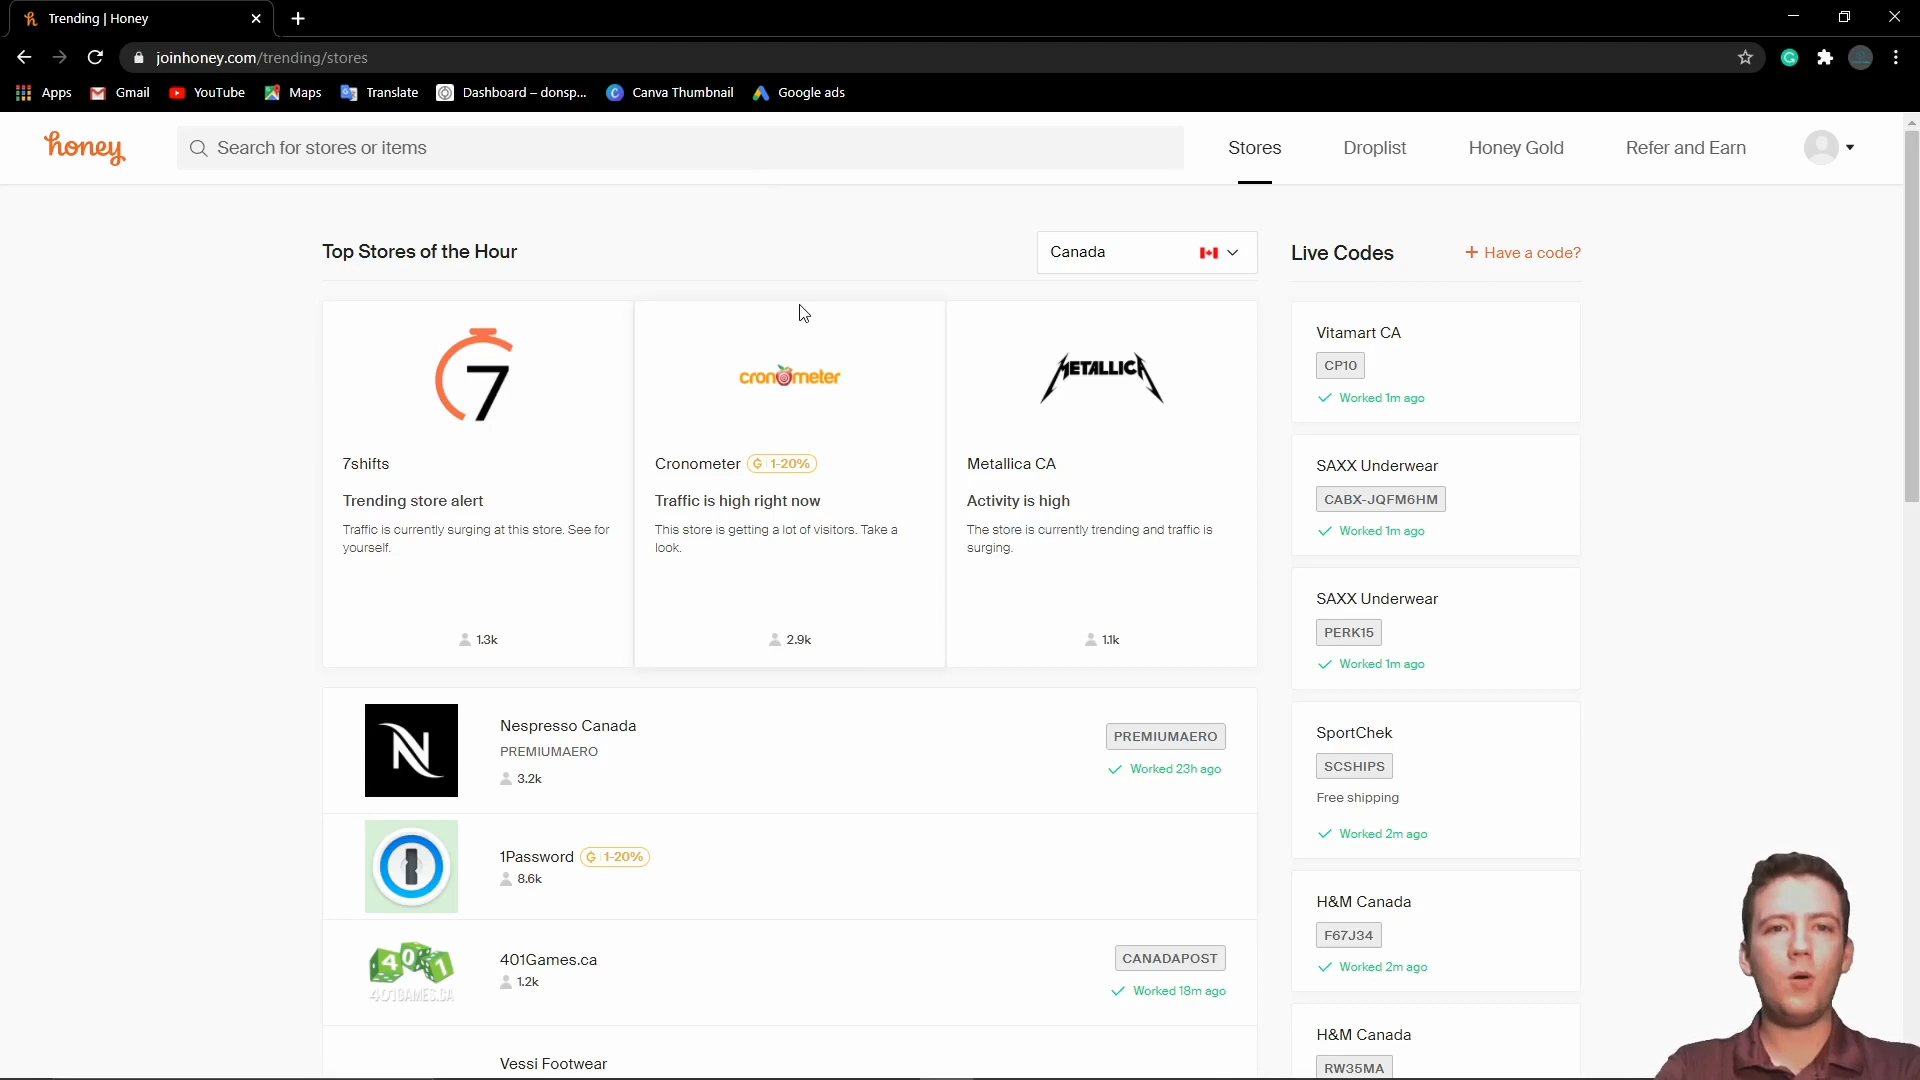 Trending | Honey
joinhoney.com/trending/stores
Apps
Gmail
YouTube
Maps
Translate
Dashboard – donsp...
Canva Thumbnail
Google ads
honey
Search for stores or items
Stores
Droplist
Honey Gold
Refer and Earn
Top Stores of the Hour
Canada
7
7shifts
Trending store alert
Traffic is currently surging at this store. See for
yourself.
1.3k
cronometer
Cronometer 1-20%
Traffic is high right now
This store is getting a lot of visitors. Take a
look.
2.9k
METALLICA
Metallica CA
Activity is high
The store is currently trending and traffic is
surging.
1.1k
N
Nespresso Canada
PREMIUMAERO
3.2k
PREMIUMAERO
Worked 23h ago
1Password 1-20%
8.6k
401
401GAMES.CA
401Games.ca
1.2k
CANADAPOST
Worked 18m ago
Vessi Footwear
Live Codes
+ Have a code?
Vitamart CA
CP10
Worked 1m ago
SAXX Underwear
CABX-JQFM6HM
Worked 1m ago
SAXX Underwear
PERK15
Worked 1m ago
SportChek
SCSHIPS
Free shipping
Worked 2m ago
H&M Canada
F67J34
Worked 2m ago
H&M Canada
RW35MA